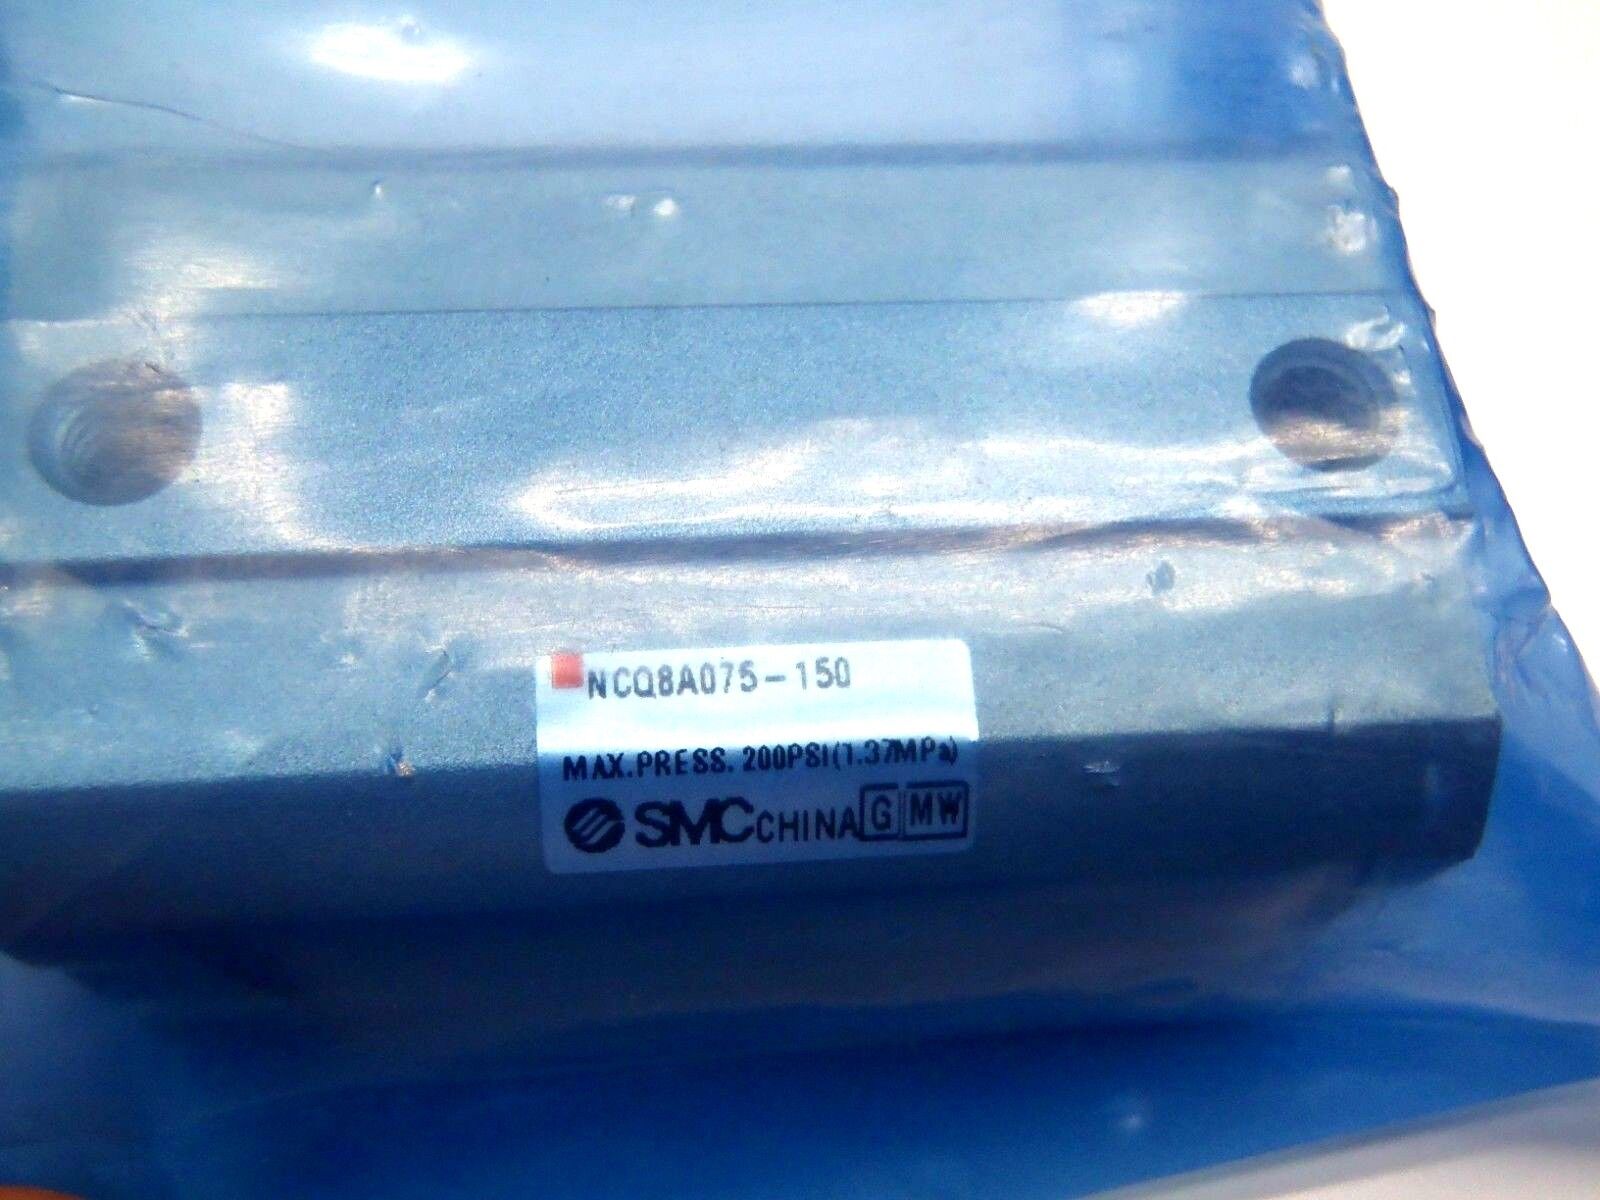 NCQ8A075-150
MAX.PRESS. 200PSI(1.37MPa)
SMC CHINA G MW